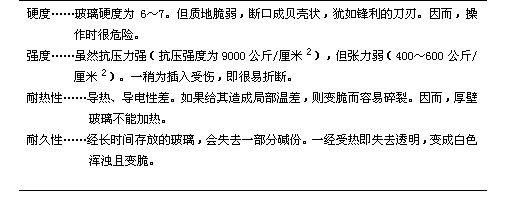 硬度……玻璃硬度为 6～7。但质地脆弱，断口成贝壳状，犹如锋利的刀刃。因而，操
作时很危险。
强度……虽然抗压力强（抗压强度为9000公斤/厘米²），但张力弱（400～600公斤/
厘米²）。一稍为插入受伤，即很易折断。
耐热性……导热、导电性差。如果给其造成局部温差，则变脆而容易碎裂。因而，厚壁
玻璃不能加热。
耐久性……经长时间存放的玻璃，会失去一部分碱份。一经受热即失去透明，变成白色
浑浊且变脆。